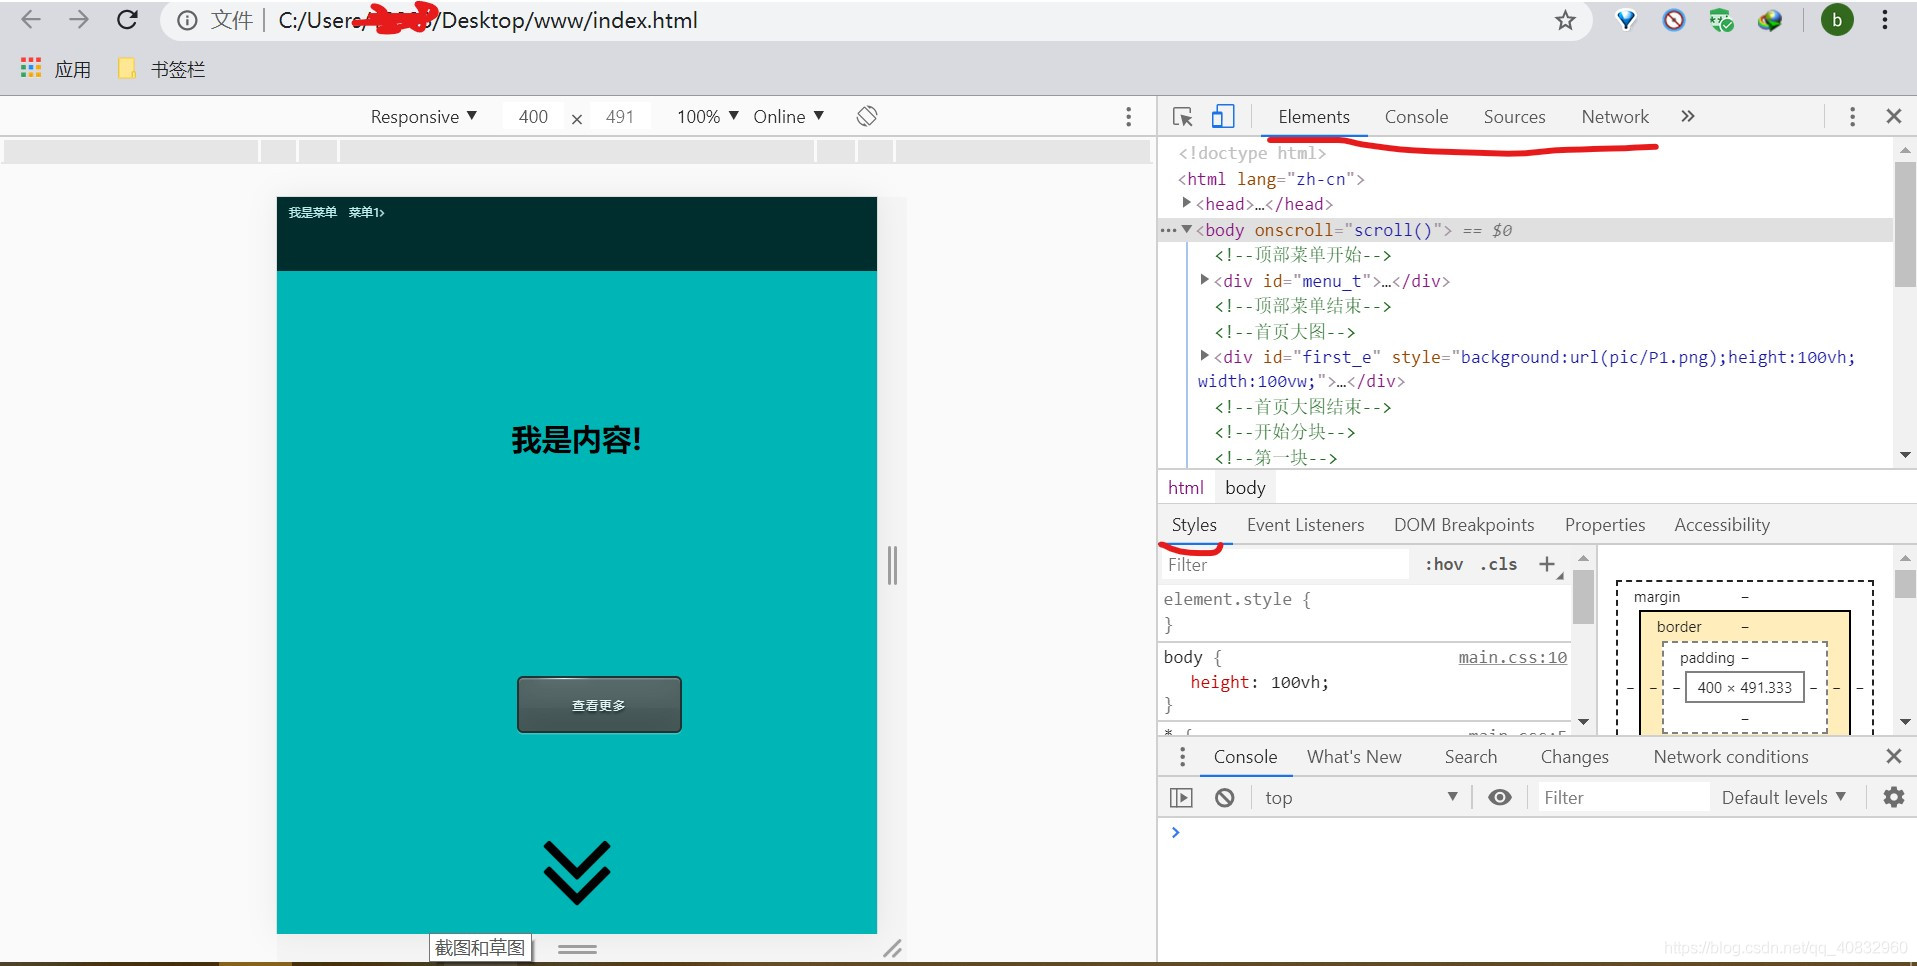 文件 C:/Users/ /Desktop/www/index.html
b
应用 书签栏
Responsive ▼ 400 × 491 100% ▼ Online ▼
Elements Console Sources Network »
<!doctype html>
<html lang="zh-cn">
<head>…</head>
<body onscroll="scroll()"> == $0
<!--顶部菜单开始-->
<div id="menu_t">…</div>
<!--顶部菜单结束-->
<!--首页大图-->
<div id="first_e" style="background:url(pic/P1.png);height:100vh;
width:100vw;">…</div>
<!--首页大图结束-->
<!--开始分块-->
<!--第一块-->
html body
Styles Event Listeners DOM Breakpoints Properties Accessibility
Filter :hov .cls +
element.style {
}
body { main.css:10
height: 100vh;
}
* { main.css:5
margin –
border –
padding –
– – – 400 × 491.333 – – –
–
Console What's New Search Changes Network conditions
top ▼ Filter Default levels ▼
>
我是菜单 菜单1>
我是内容!
查看更多
截图和草图
https://blog.csdn.net/qq_40832960